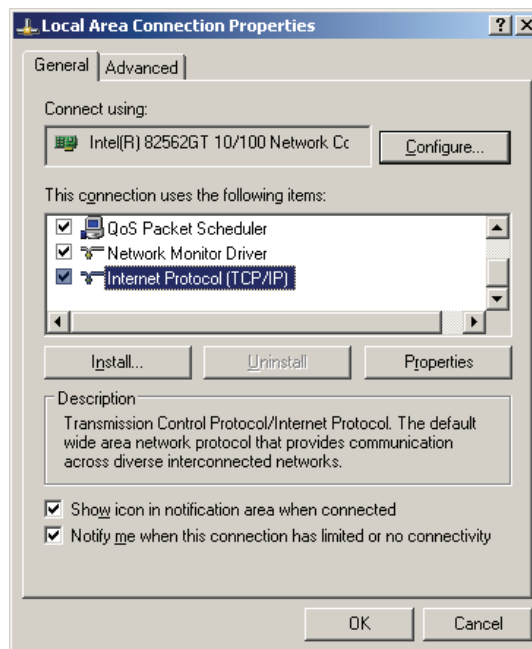 Local Area Connection Properties
General
Advanced
Connect using:
Intel(R) 82562GT 10/100 Network Cc
Configure...
This connection uses the following items:
QoS Packet Scheduler
Network Monitor Driver
Internet Protocol (TCP/IP)
Install...
Uninstall
Properties
Description
Transmission Control Protocol/Internet Protocol. The default
wide area network protocol that provides communication
across diverse interconnected networks.
Show icon in notification area when connected
Notify me when this connection has limited or no connectivity
OK
Cancel